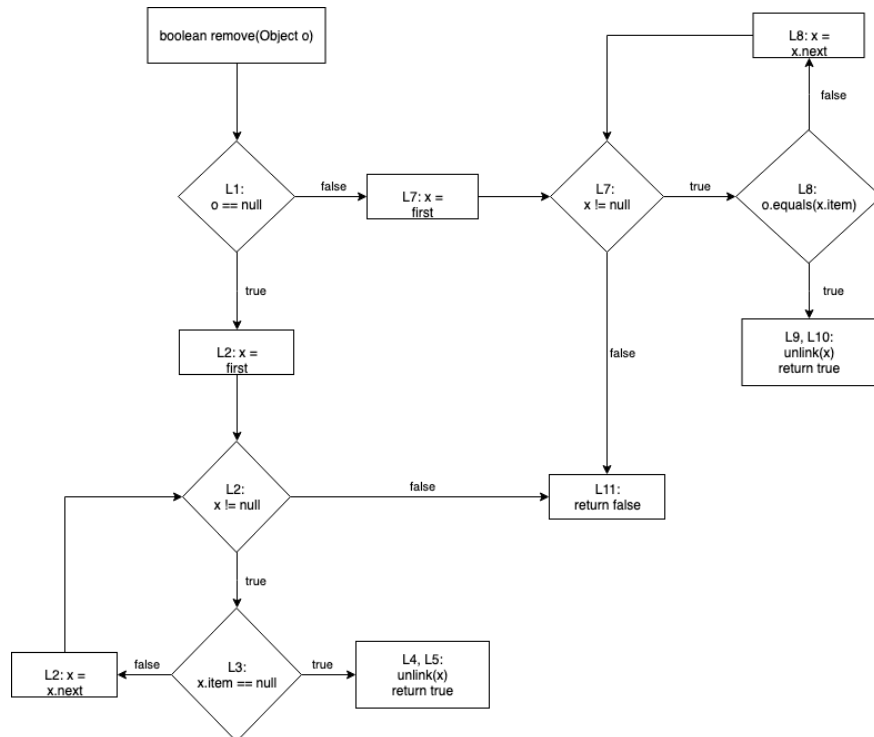 boolean remove(Object o)
L8: x =
x.next
false
L1:
o == null
false
L7: x =
first
L7:
x != null
true
L8:
o.equals(x.item)
true
true
L2: x =
first
false
L9, L10:
unlink(x)
return true
L2:
x != null
false
L11:
return false
true
L2: x =
x.next
false
L3:
x.item == null
true
L4, L5:
unlink(x)
return true